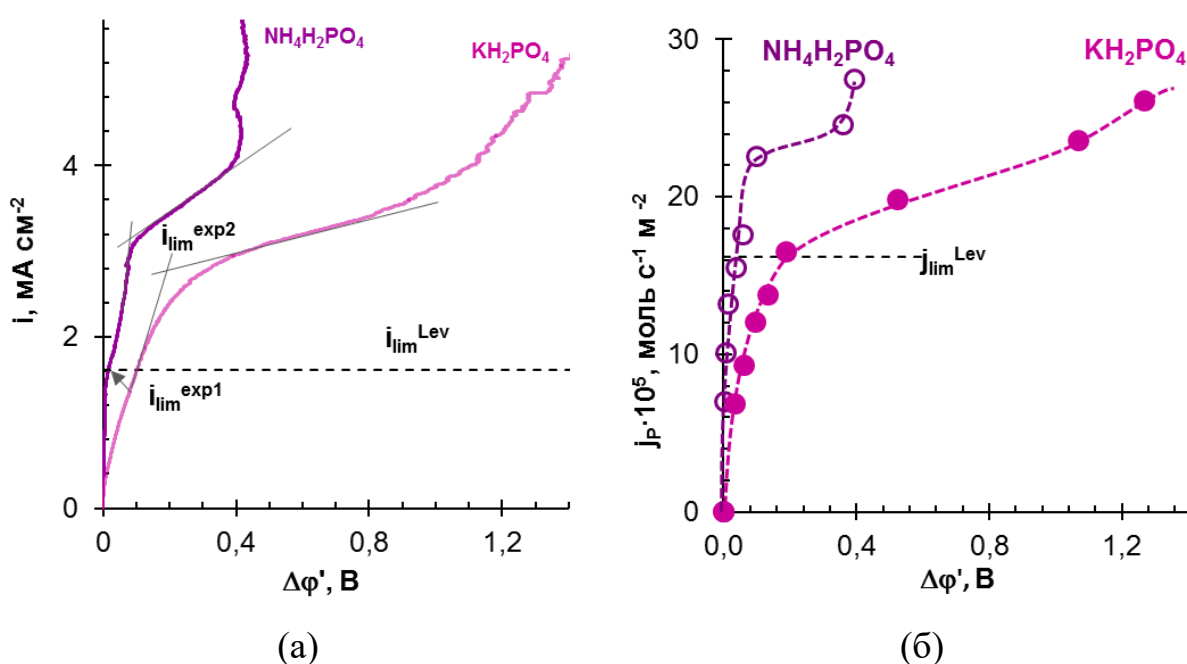 NH₄H₂PO₄
KH₂PO₄
i, мА см⁻²
4
2
0
iₗᵢₘᵉˣᵖ²
iₗᵢₘᴸᵉᵛ
iₗᵢₘᵉˣᵖ¹
0
0,4
0,8
1,2
Δφ', В
(а)
NH₄H₂PO₄
KH₂PO₄
jₚ·10⁵, моль с⁻¹ м⁻²
30
20
10
0
jₗᵢₘᴸᵉᵛ
0,0
0,4
0,8
1,2
Δφ', В
(б)